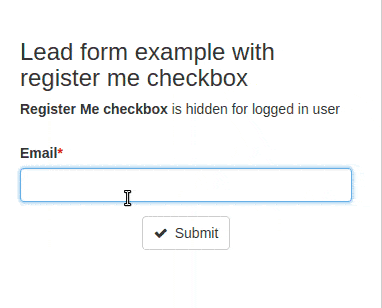 Lead form example with
register me checkbox
Register Me checkbox is hidden for logged in user
Email*
Submit